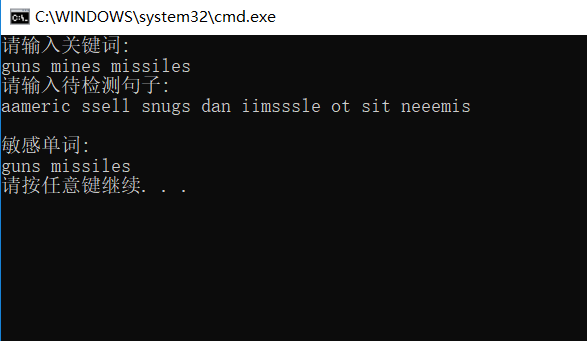 C:\WINDOWS\system32\cmd.exe
请输入关键词:
guns mines missiles
请输入待检测句子:
aameric ssell snugs dan iimsssle ot sit neeemis
敏感单词:
guns missiles
请按任意键继续. . .